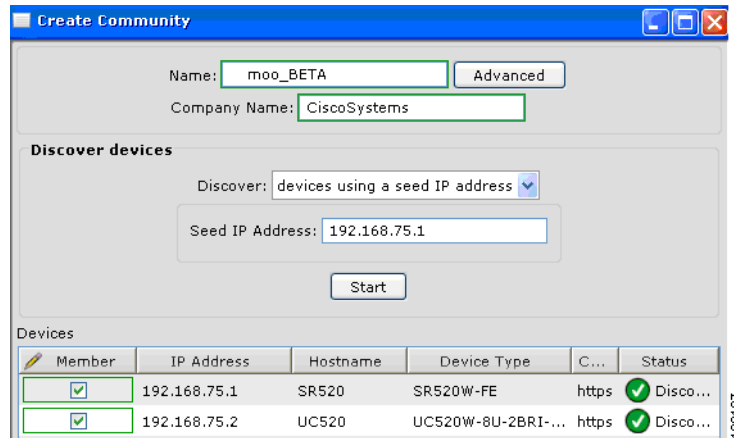 Create Community
Name: moo_BETA Advanced
Company Name: CiscoSystems
Discover devices
Discover: devices using a seed IP address
Seed IP Address: 192.168.75.1
Start
Devices
Member IP Address Hostname Device Type C... Status
192.168.75.1 SR520 SR520W-FE https Disco...
192.168.75.2 UC520 UC520W-8U-2BRI-... https Disco...